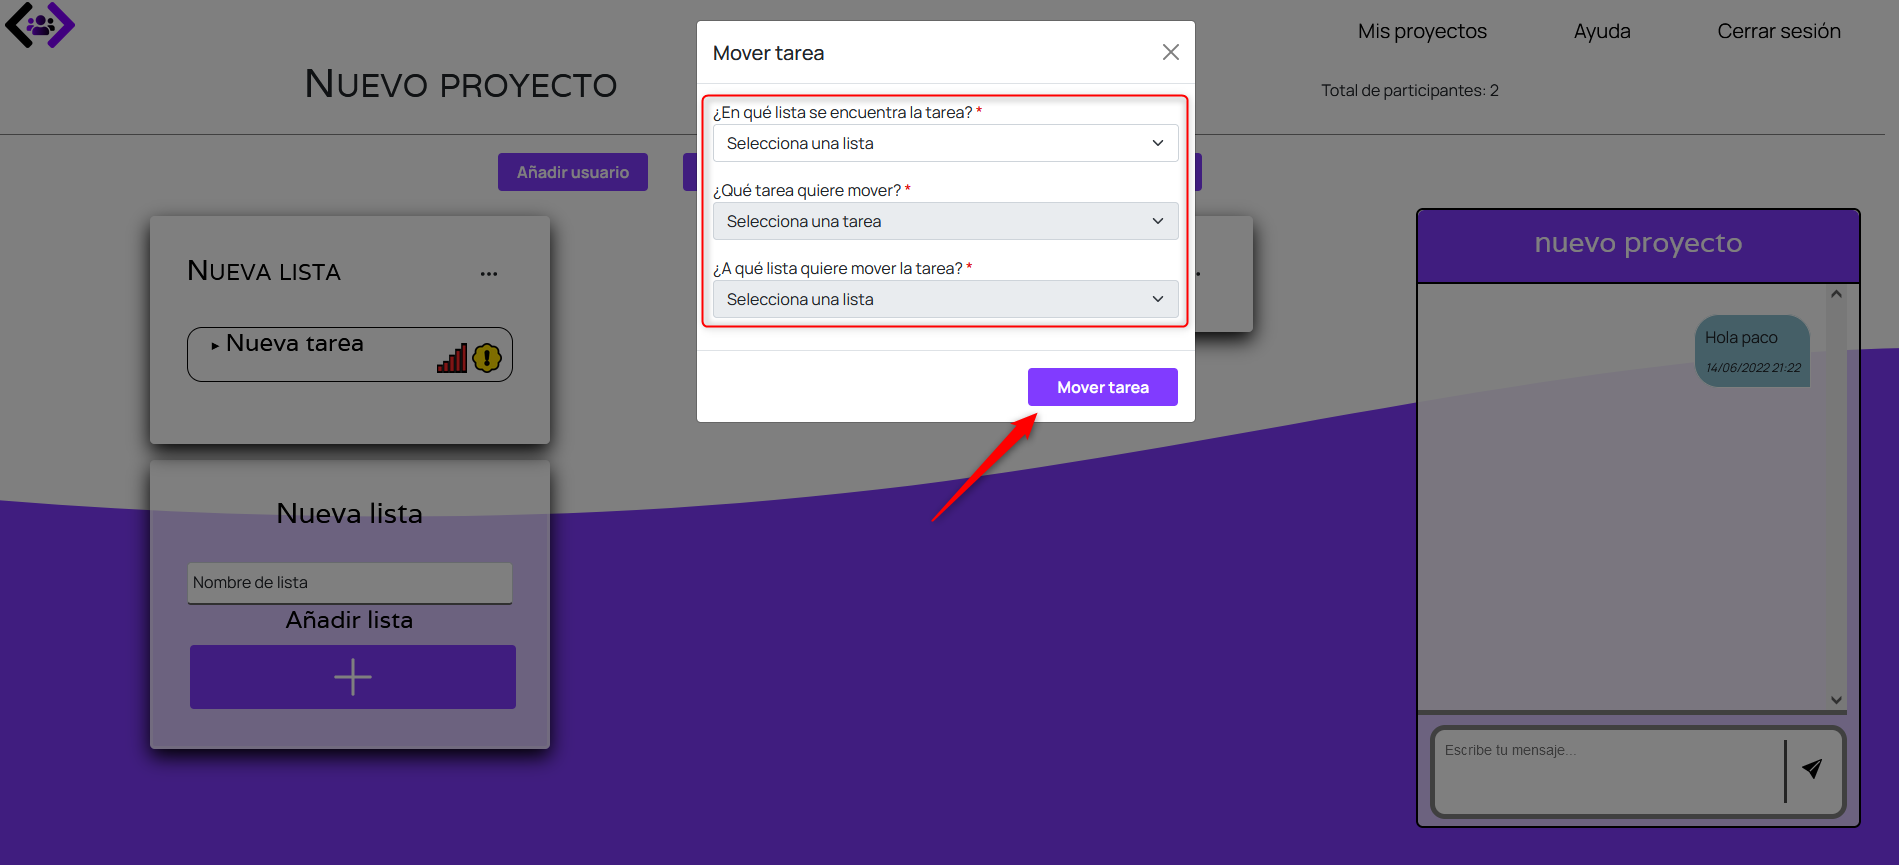 Mis proyectos
Ayuda
Cerrar sesión
Nuevo proyecto
Total de participantes: 2
Mover tarea
¿En qué lista se encuentra la tarea? *
Selecciona una lista
¿Qué tarea quiere mover? *
Selecciona una tarea
¿A qué lista quiere mover la tarea? *
Selecciona una lista
Mover tarea
Añadir usuario
Nueva lista
...
▸ Nueva tarea
Nueva lista
Nombre de lista
Añadir lista
nuevo proyecto
Hola paco
14/06/2022 21:22
Escribe tu mensaje...